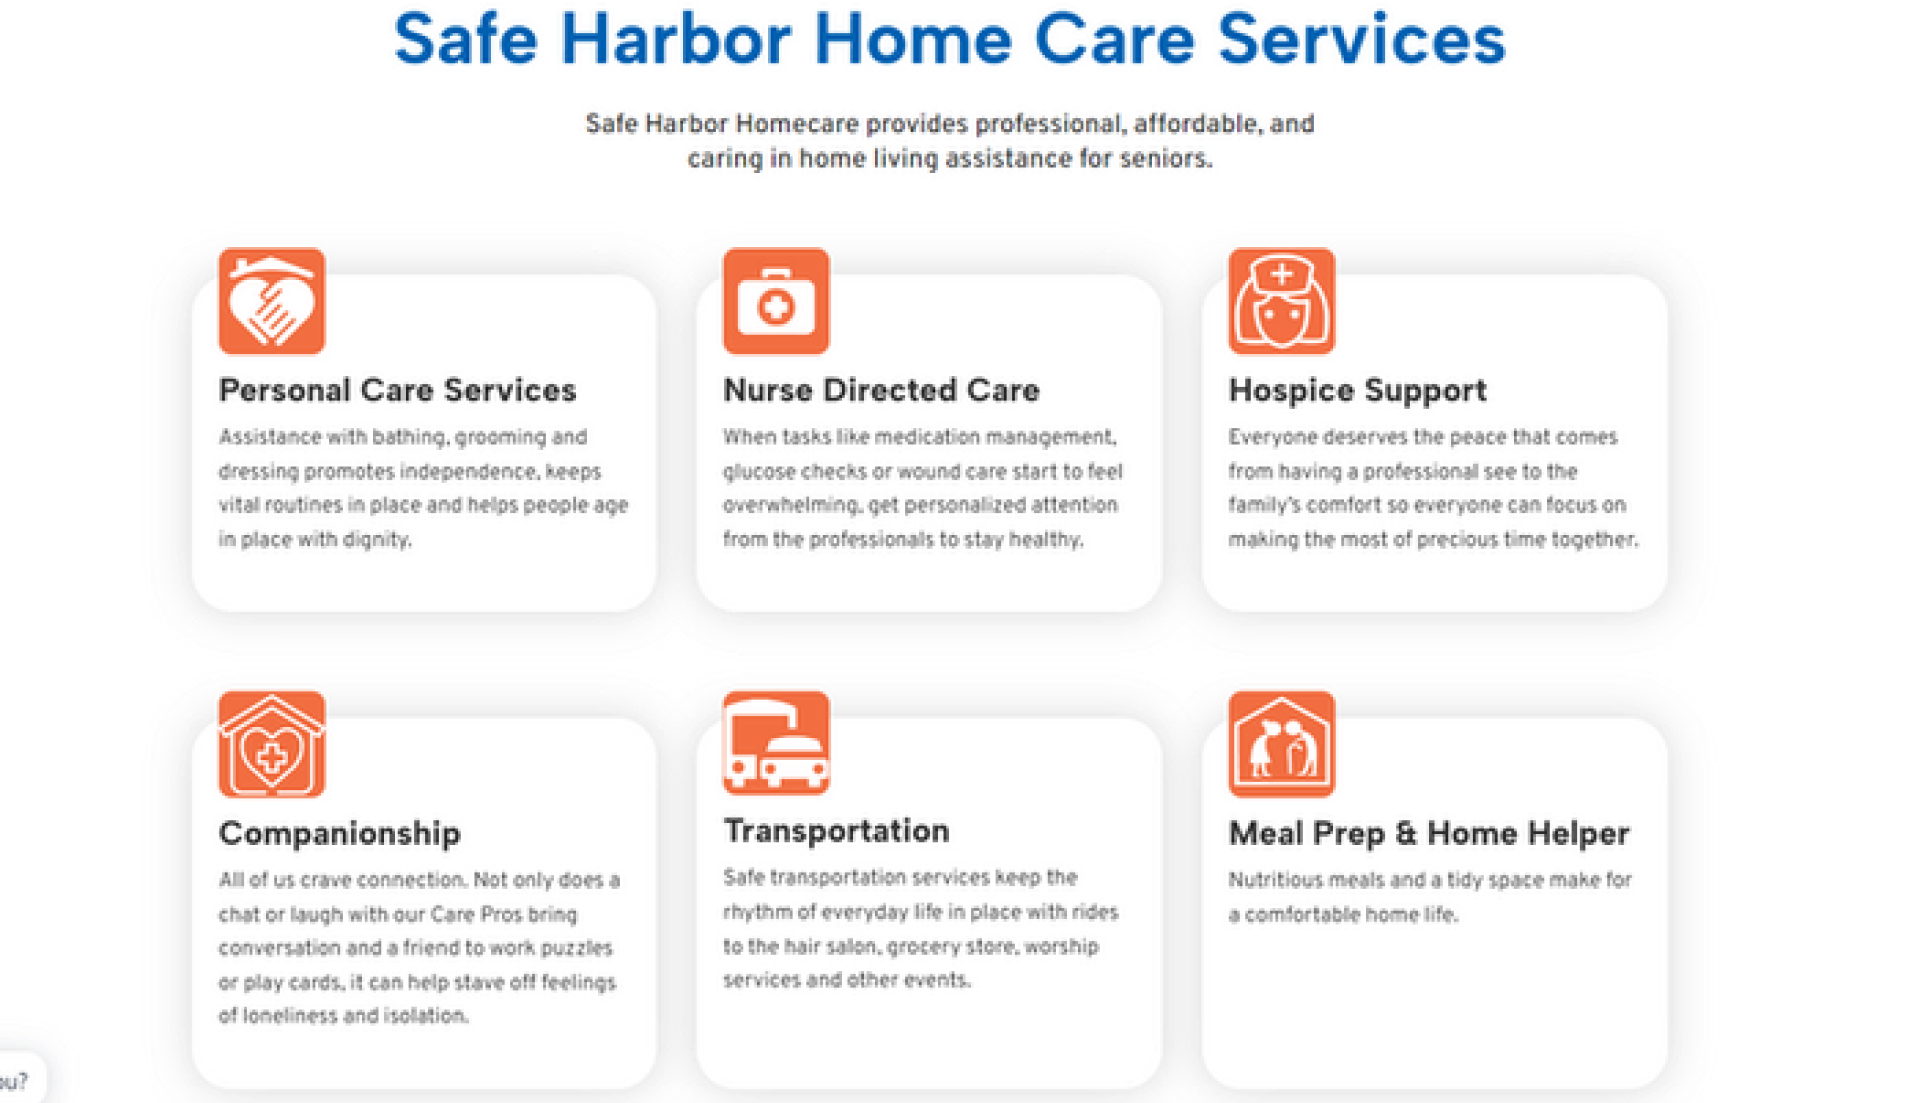 Safe Harbor Home Care Services
Safe Harbor Homecare provides professional, affordable, and
caring in home living assistance for seniors.
Personal Care Services
Assistance with bathing, grooming and
dressing promotes independence, keeps
vital routines in place and helps people age
in place with dignity.
Nurse Directed Care
When tasks like medication management,
glucose checks or wound care start to feel
overwhelming, get personalized attention
from the professionals to stay healthy.
Hospice Support
Everyone deserves the peace that comes
from having a professional see to the
family's comfort so everyone can focus on
making the most of precious time together.
Companionship
All of us crave connection. Not only does a
chat or laugh with our Care Pros bring
conversation and a friend to work puzzles
or play cards, it can help stave off feelings
of loneliness and isolation.
Transportation
Safe transportation services keep the
rhythm of everyday life in place with rides
to the hair salon, grocery store, worship
services and other events.
Meal Prep & Home Helper
Nutritious meals and a tidy space make for
a comfortable home life.